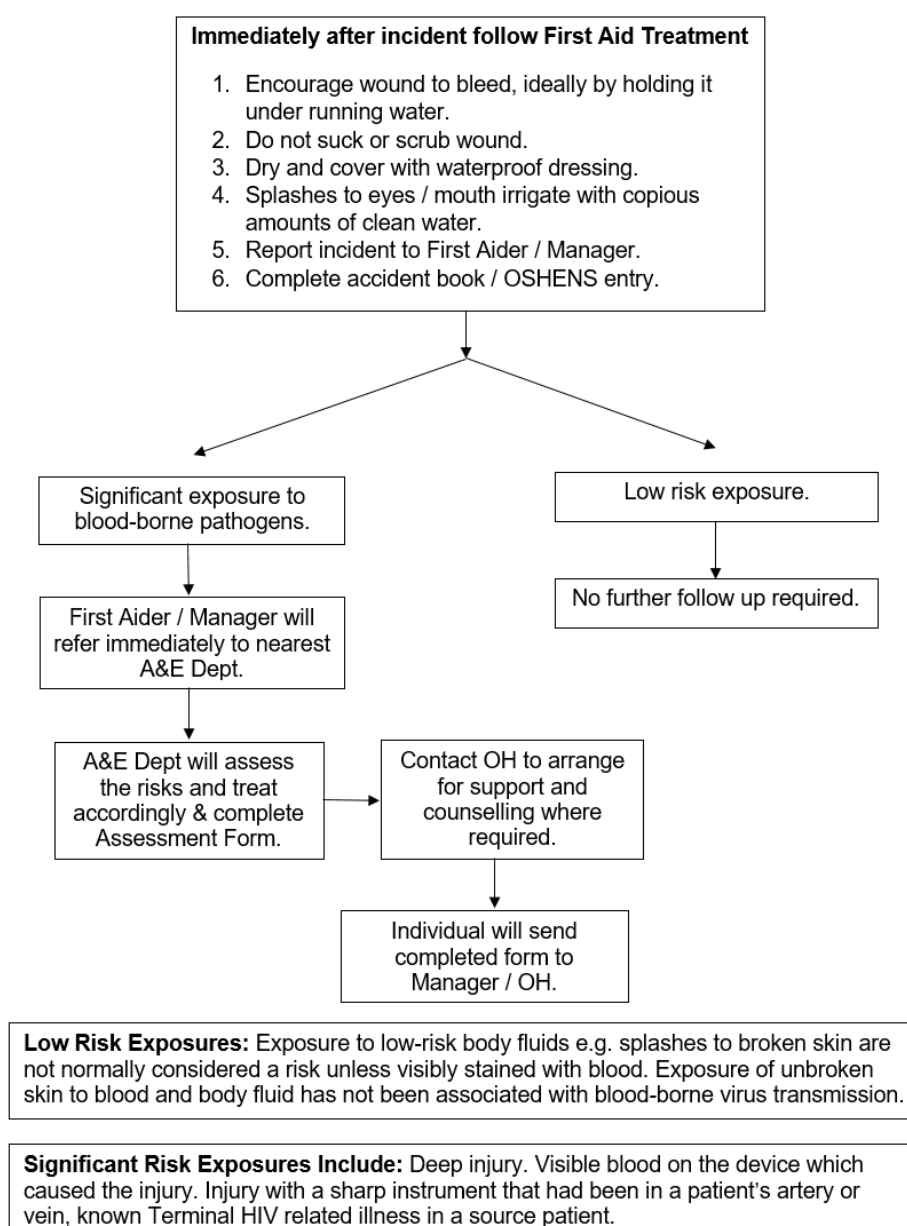 Immediately after incident follow First Aid Treatment
1. Encourage wound to bleed, ideally by holding it
under running water.
2. Do not suck or scrub wound.
3. Dry and cover with waterproof dressing.
4. Splashes to eyes / mouth irrigate with copious
amounts of clean water.
5. Report incident to First Aider / Manager.
6. Complete accident book / OSHENS entry.
Significant exposure to
blood-borne pathogens.
Low risk exposure.
First Aider / Manager will
refer immediately to nearest
A&E Dept.
No further follow up required.
A&E Dept will assess
the risks and treat
accordingly & complete
Assessment Form.
Contact OH to arrange
for support and
counselling where
required.
Individual will send
completed form to
Manager / OH.
Low Risk Exposures: Exposure to low-risk body fluids e.g. splashes to broken skin are
not normally considered a risk unless visibly stained with blood. Exposure of unbroken
skin to blood and body fluid has not been associated with blood-borne virus transmission.
Significant Risk Exposures Include: Deep injury. Visible blood on the device which
caused the injury. Injury with a sharp instrument that had been in a patient’s artery or
vein, known Terminal HIV related illness in a source patient.